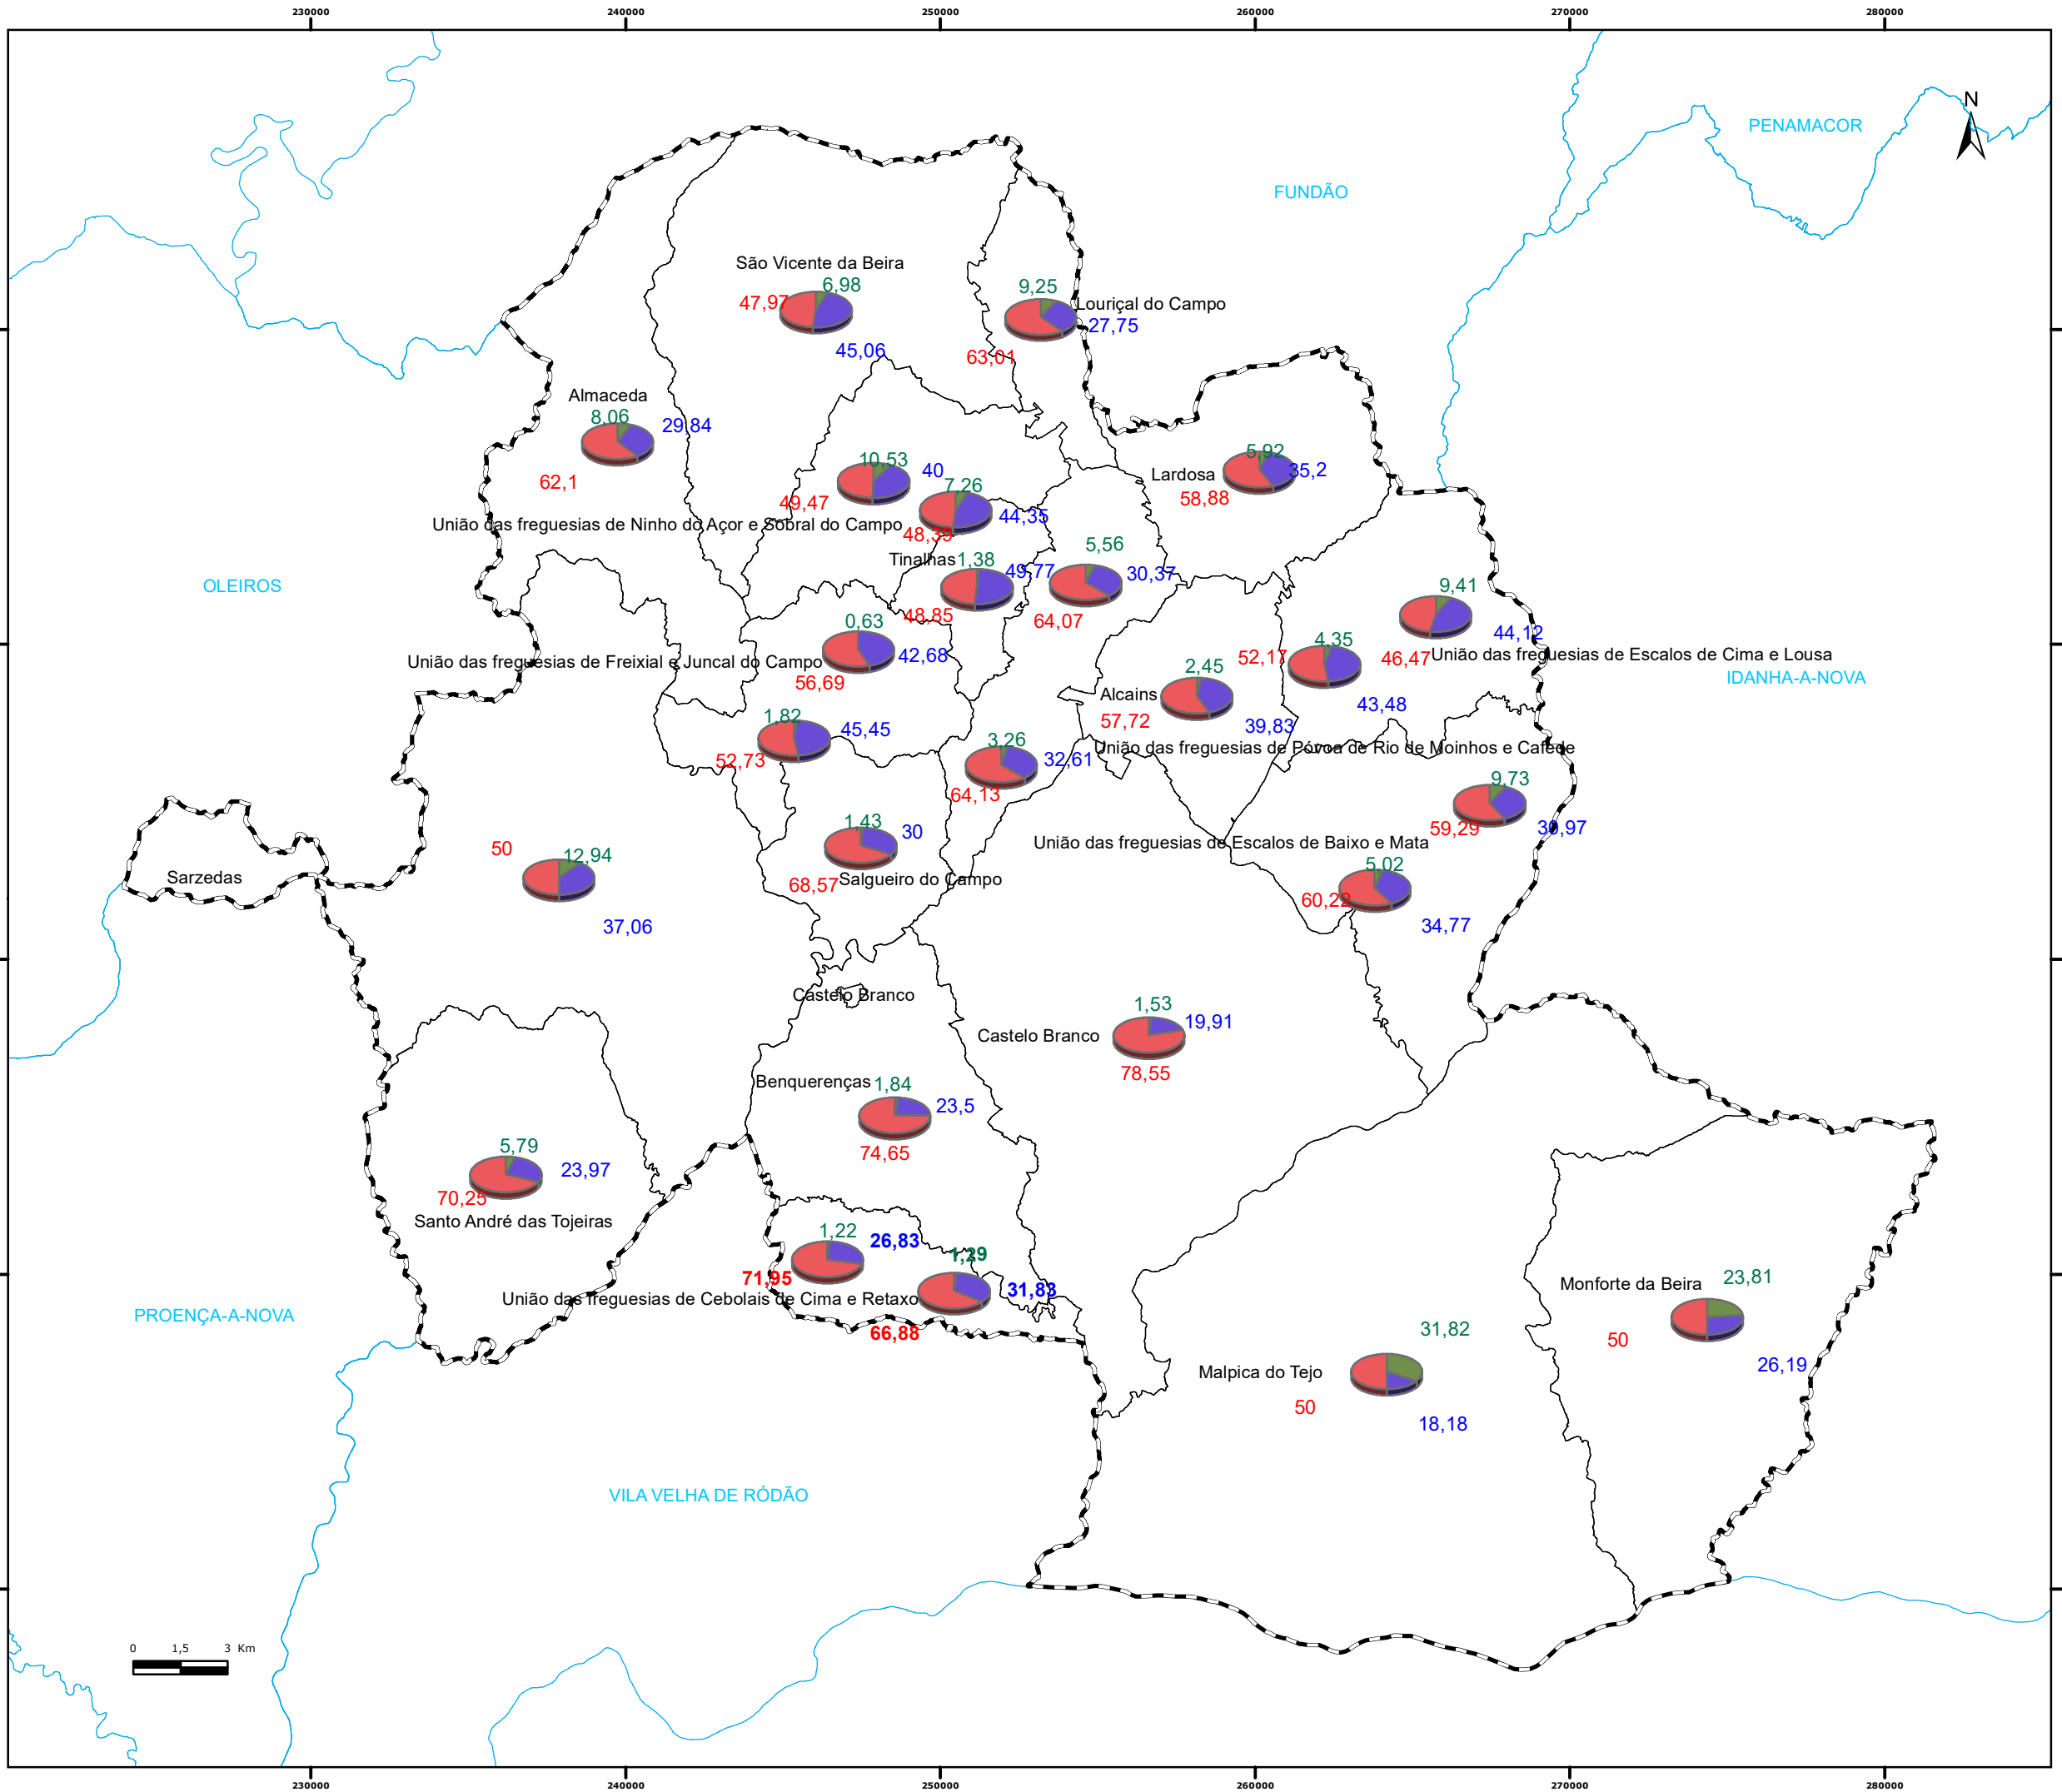 230000 240000 250000 260000 270000 280000
N
PENAMACOR
FUNDÃO
São Vicente da Beira
6,98
47,97
45,06
9,25
Louriçal do Campo
27,75
63,01
Almaceda
8,06
29,84
62,1
10,53
40
49,47
7,26
44,35
48,39
União das freguesias de Ninho do Açor e Sobral do Campo
5,92
Lardosa
35,2
58,88
Tinalhas
1,38
49,77
48,85
5,56
30,37
64,07
OLEIROS
9,41
44,12
46,47
União das freguesias de Escalos de Cima e Lousa
IDANHA-A-NOVA
0,63
42,68
56,69
União das freguesias de Freixial e Juncal do Campo
4,35
52,17
43,48
2,45
Alcains
57,72
39,83
1,82
45,45
52,73
3,26
32,61
64,13
União das freguesias de Póvoa de Rio de Moinhos e Cafede
9,73
59,29
30,97
1,43
30
68,57
Salgueiro do Campo
União das freguesias de Escalos de Baixo e Mata
5,02
60,22
34,77
50
12,94
37,06
Sarzedas
Castelo Branco
1,53
Castelo Branco
19,91
78,55
Benquerenças
1,84
23,5
74,65
5,79
23,97
70,25
Santo André das Tojeiras
1,22
26,83
71,95
1,29
31,83
66,88
União das freguesias de Cebolais de Cima e Retaxo
Monforte da Beira
23,81
50
26,19
31,82
Malpica do Tejo
50
18,18
PROENÇA-A-NOVA
VILA VELHA DE RÓDÃO
0 1,5 3 Km
230000 240000 250000 260000 270000 280000